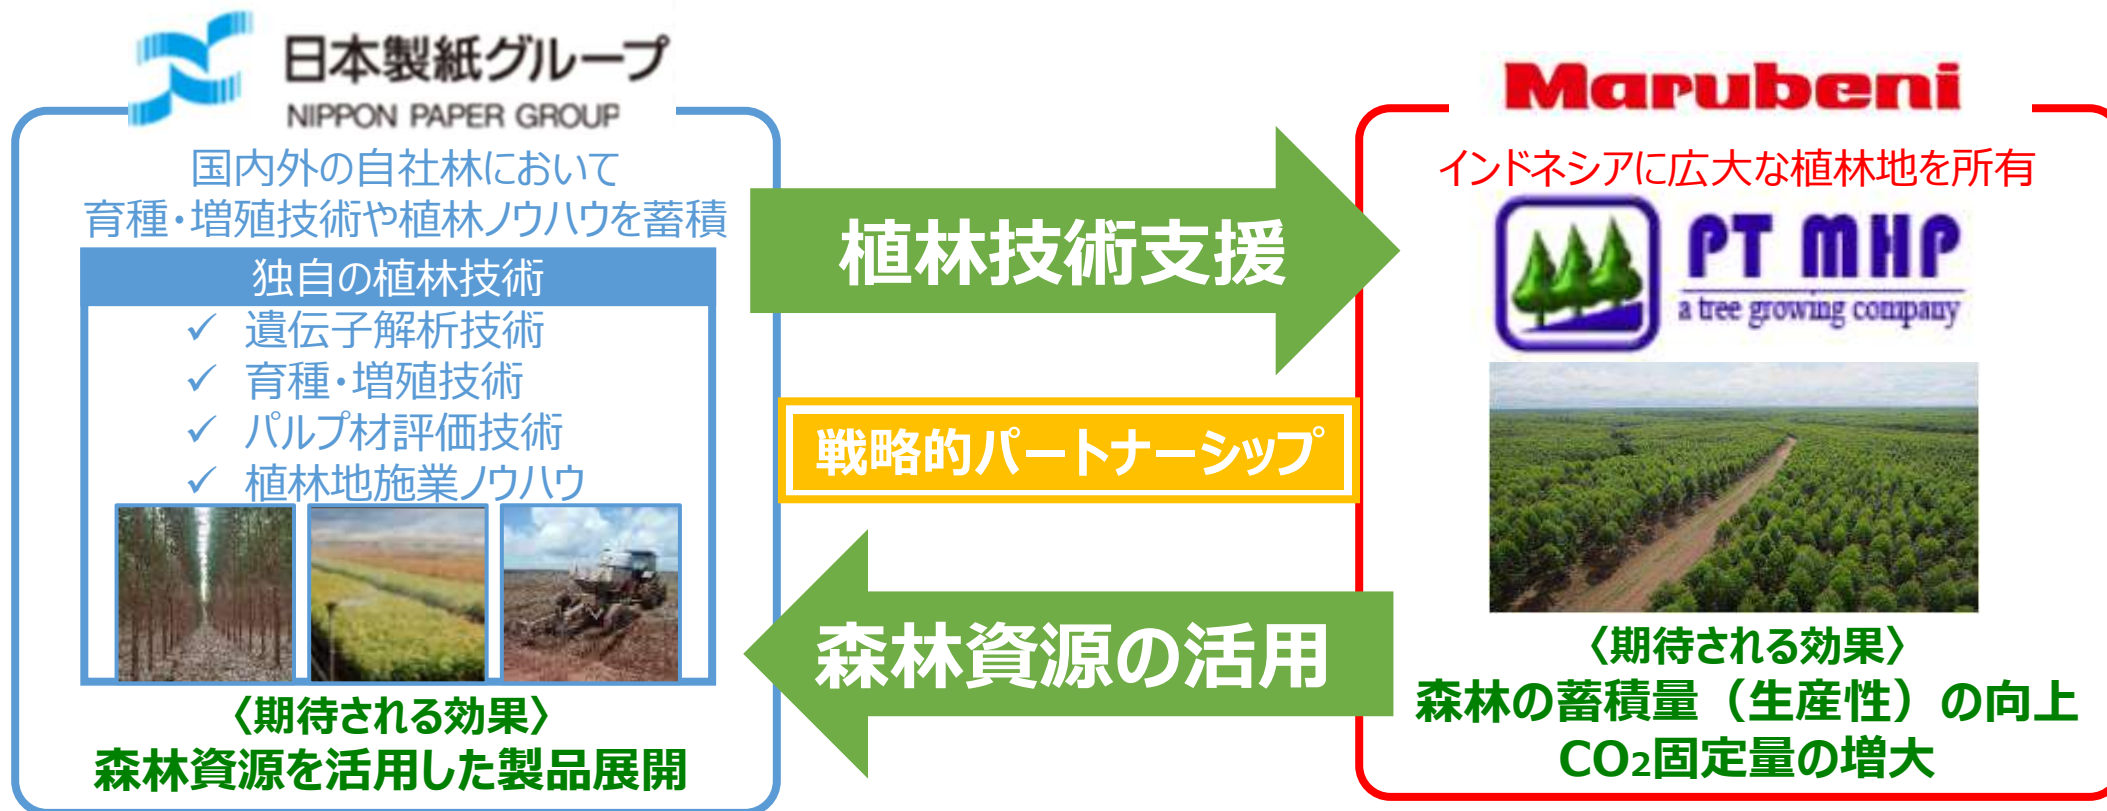 日本製紙グループ
NIPPON PAPER GROUP
国内外の自社林において
育種・増殖技術や植林ノウハウを蓄積
独自の植林技術
✓ 遺伝子解析技術
✓ 育種・増殖技術
✓ パルプ材評価技術
✓ 植林地施業ノウハウ
〈期待される効果〉
森林資源を活用した製品展開
植林技術支援
戦略的パートナーシップ
森林資源の活用
Marubeni
インドネシアに広大な植林地を所有
PT MHP
a tree growing company
〈期待される効果〉
森林の蓄積量（生産性）の向上
CO₂固定量の増大